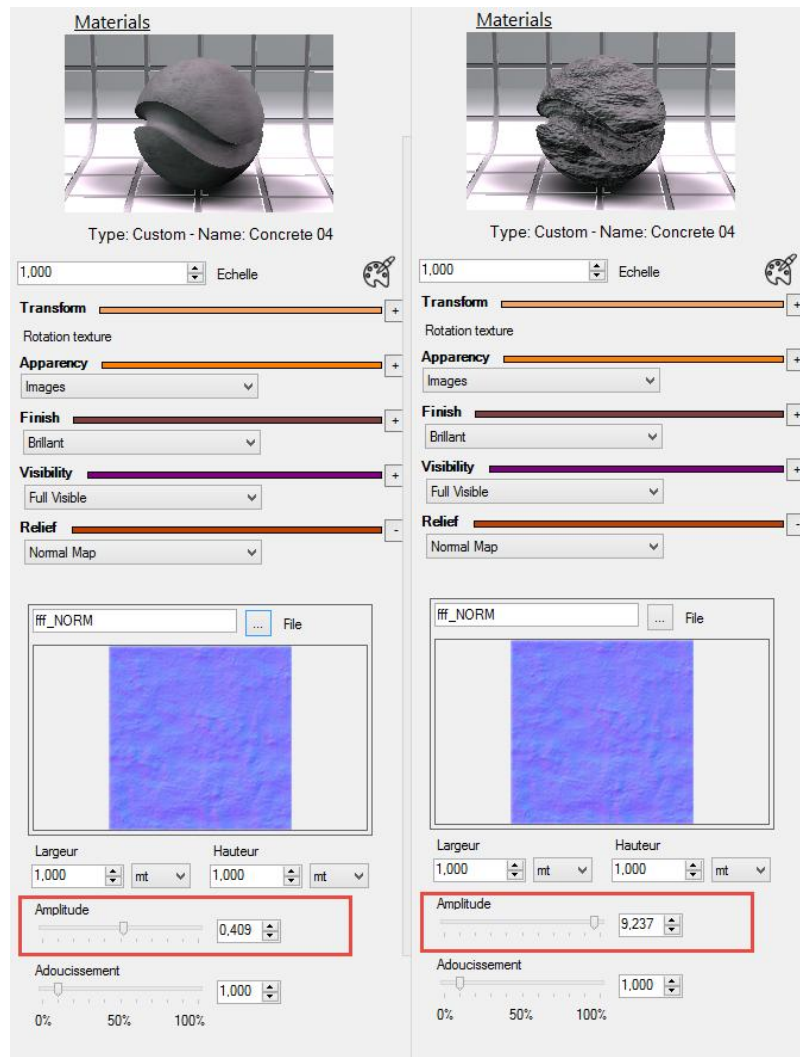 Materials
Type: Custom - Name: Concrete 04
1,000 Echelle
Transform +
Rotation texture
Apparency +
Images
Finish +
Brillant
Visibility +
Full Visible
Relief -
Normal Map
fff_NORM ... File
Largeur Hauteur
1,000 mt 1,000 mt
Amplitude
0,409
Adoucissement
1,000
0% 50% 100%
Materials
Type: Custom - Name: Concrete 04
1,000 Echelle
Transform +
Rotation texture
Apparency +
Images
Finish +
Brillant
Visibility +
Full Visible
Relief -
Normal Map
fff_NORM ... File
Largeur Hauteur
1,000 mt 1,000 mt
Amplitude
9,237
Adoucissement
1,000
0% 50% 100%